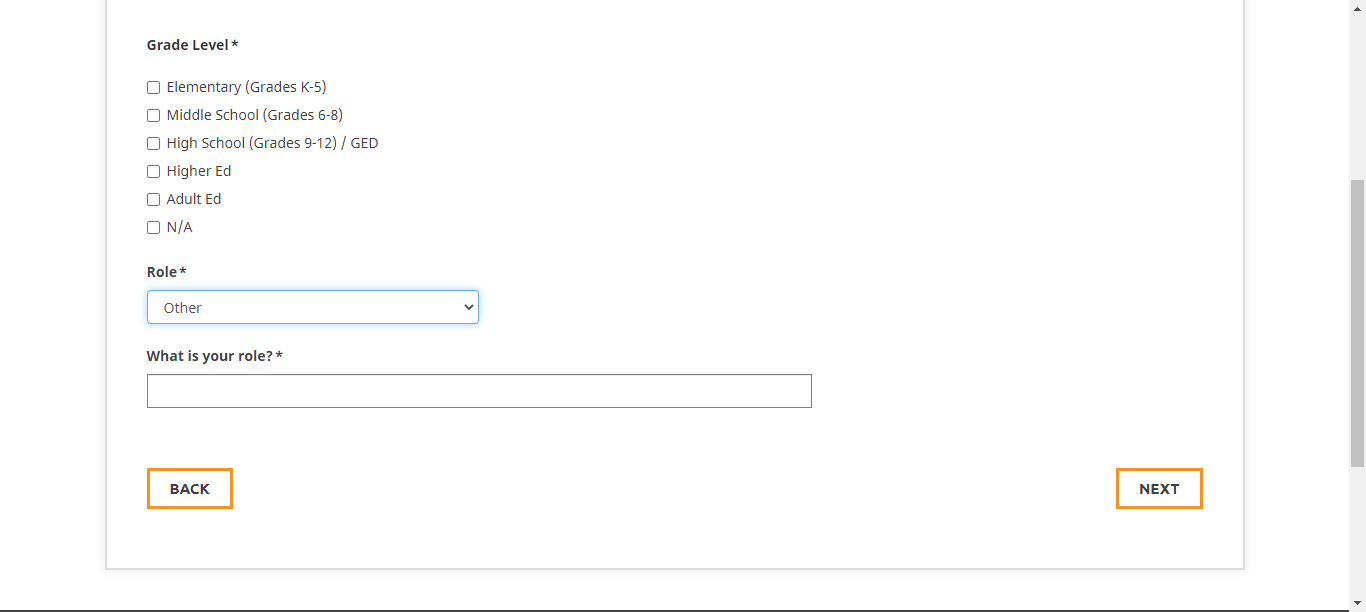 Grade Level*
Elementary (Grades K-5)
Middle School (Grades 6-8)
High School (Grades 9-12) / GED
Higher Ed
Adult Ed
N/A
Role*
Other
What is your role?*
BACK
NEXT